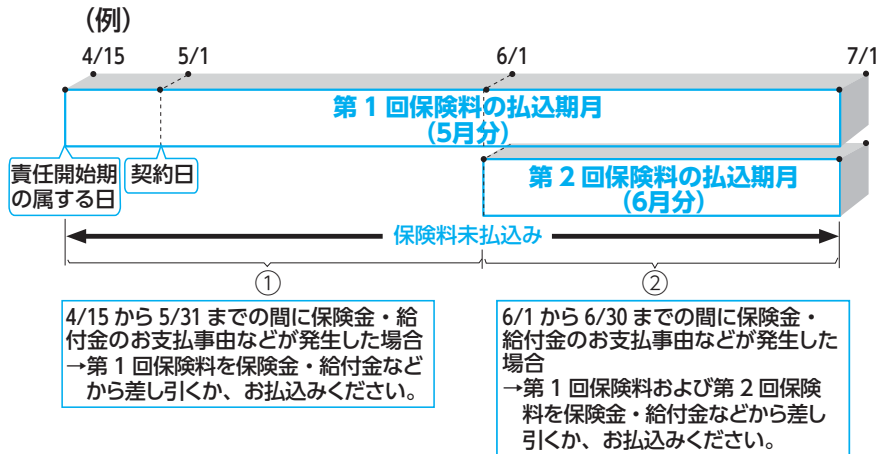 (例)
4/15 5/1 6/1 7/1
第1回保険料の払込期月
(5月分)
責任開始期
の属する日
契約日
第2回保険料の払込期月
(6月分)
保険料未払込み
①
②
4/15から5/31までの間に保険金・給
付金のお支払事由などが発生した場合
→第1回保険料を保険金・給付金など
から差し引くか、お払込みください。
6/1から6/30までの間に保険金・
給付金のお支払事由などが発生した
場合
→第1回保険料および第2回保険
料を保険金・給付金などから差し
引くか、お払込みください。